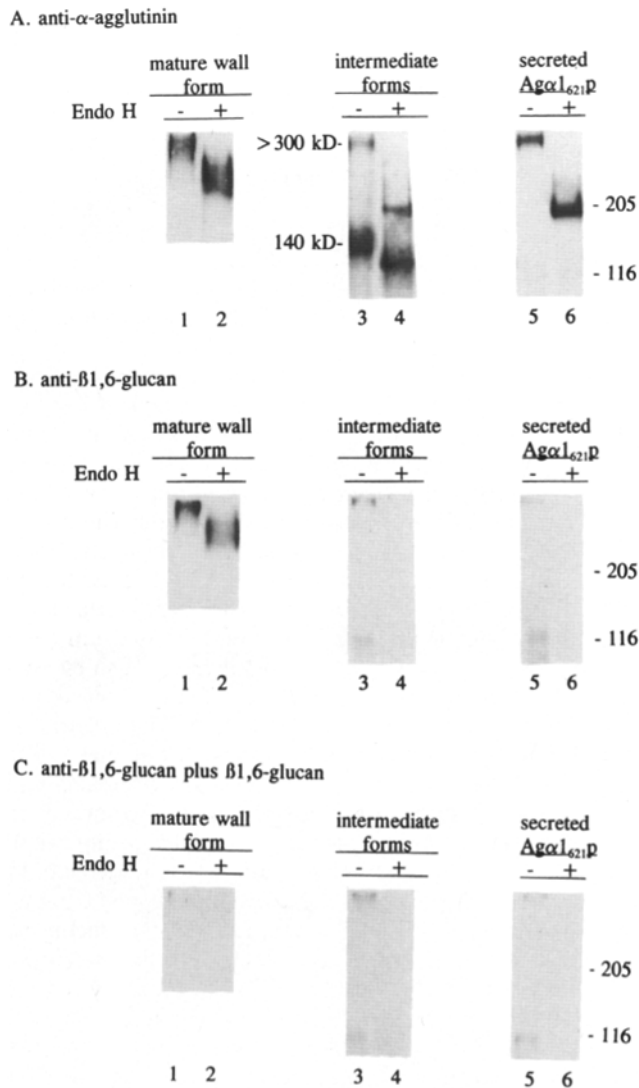 A. anti-α-agglutinin
mature wall form
intermediate forms
secreted Agα1₆₂₁p
Endo H - + - + - +
>300 kD-
- 205
140 kD-
- 116
1 2 3 4 5 6
B. anti-ß1,6-glucan
mature wall form
intermediate forms
secreted Agα1₆₂₁p
Endo H - + - + - +
- 205
- 116
1 2 3 4 5 6
C. anti-ß1,6-glucan plus ß1,6-glucan
mature wall form
intermediate forms
secreted Agα1₆₂₁p
Endo H - + - + - +
- 205
- 116
1 2 3 4 5 6